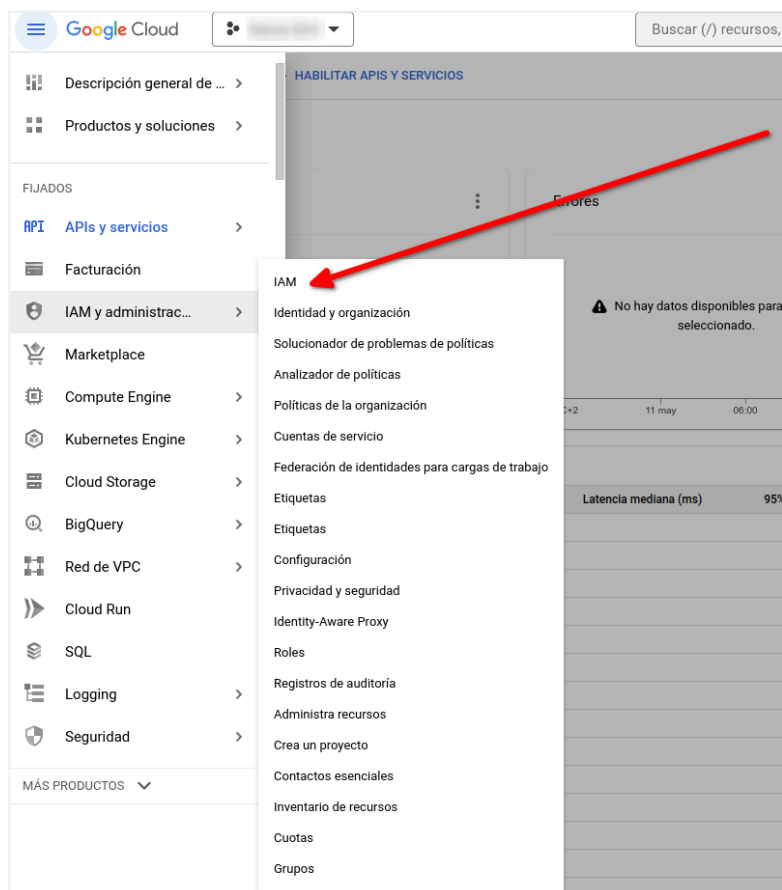 Google Cloud
Buscar (/) recursos,
Descripción general de ...
Productos y soluciones
HABILITAR APIS Y SERVICIOS
FIJADOS
API APIs y servicios
Errores
Facturación
IAM y administrac...
Marketplace
Compute Engine
Kubernetes Engine
Cloud Storage
BigQuery
Red de VPC
Cloud Run
SQL
Logging
Seguridad
MÁS PRODUCTOS
IAM
Identidad y organización
Solucionador de problemas de políticas
Analizador de políticas
Políticas de la organización
Cuentas de servicio
Federación de identidades para cargas de trabajo
Etiquetas
Etiquetas
Configuración
Privacidad y seguridad
Identity-Aware Proxy
Roles
Registros de auditoría
Administra recursos
Crea un proyecto
Contactos esenciales
Inventario de recursos
Cuotas
Grupos
No hay datos disponibles para
seleccionado.
11 may 06:00
Latencia mediana (ms) 95%